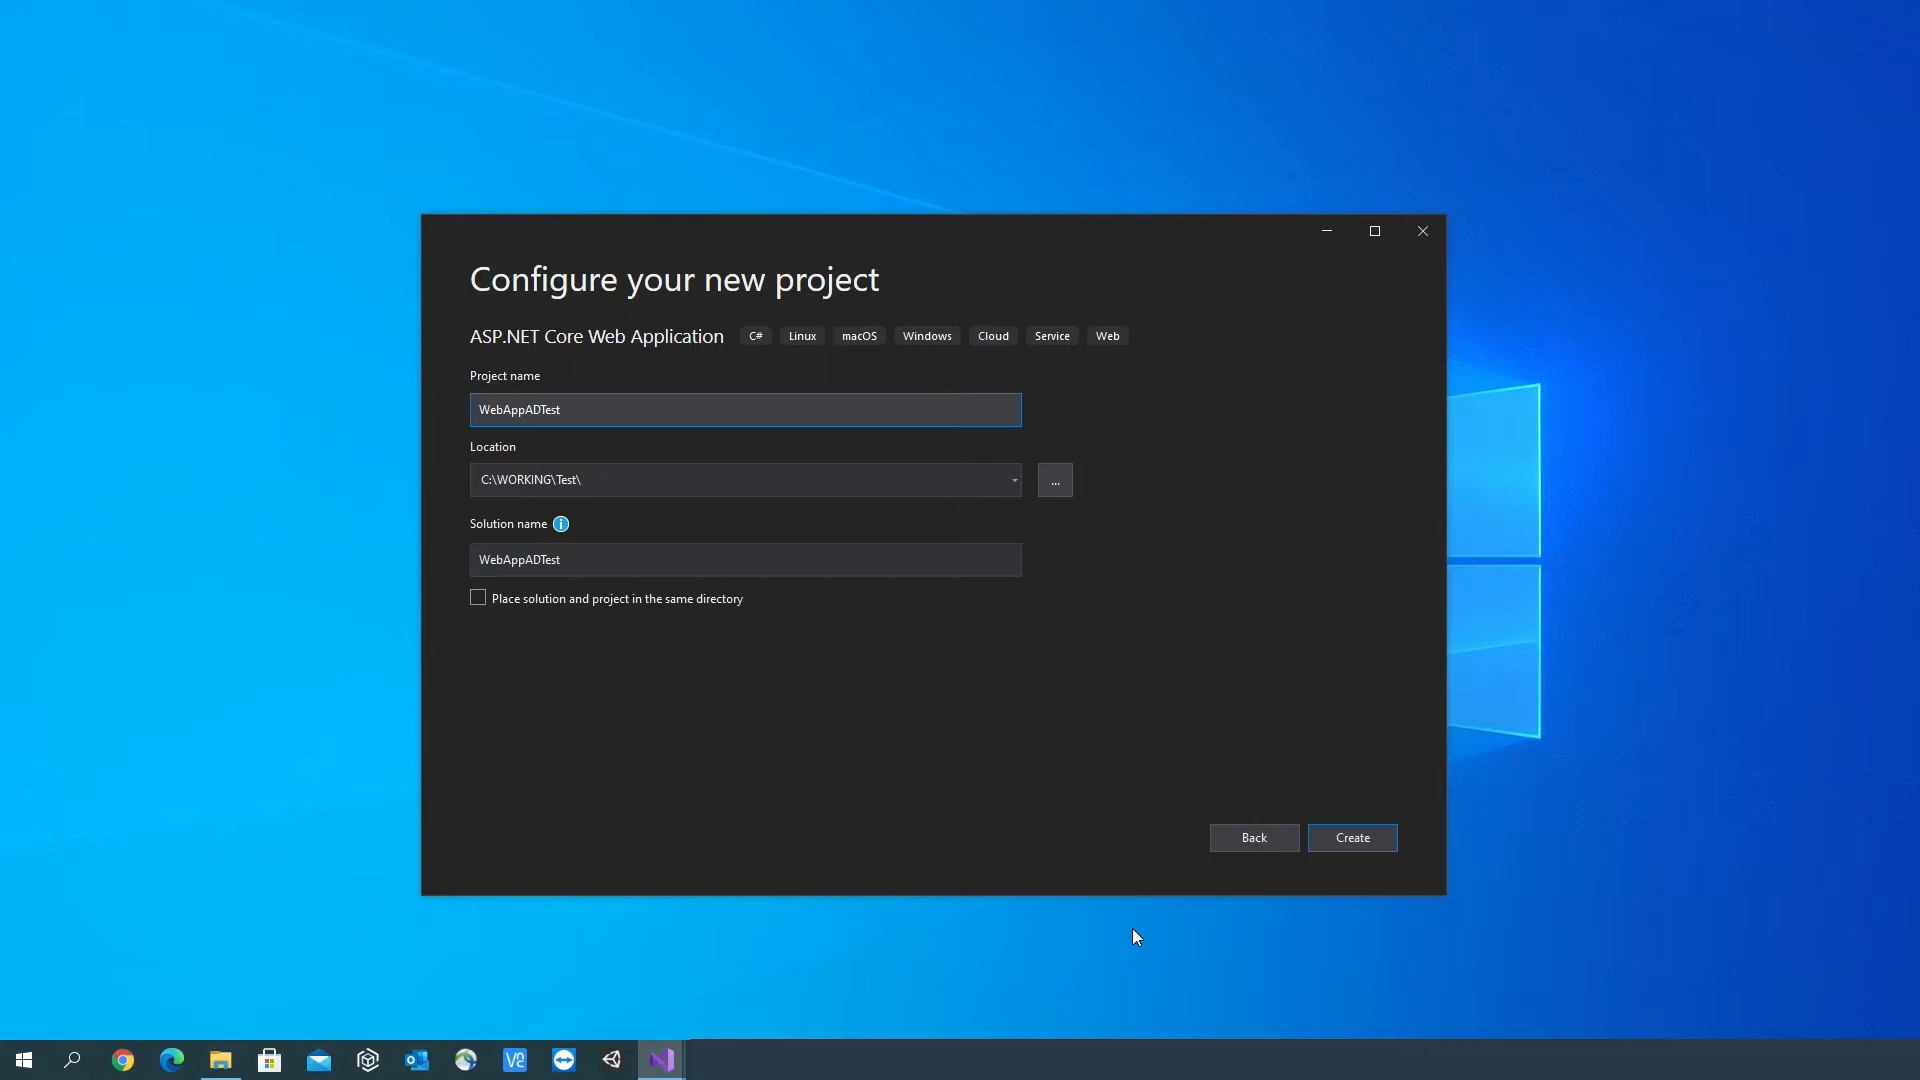 Configure your new project
ASP.NET Core Web Application C# Linux macOS Windows Cloud Service Web
Project name
WebAppADTest
Location
C:\WORKING\Test\
...
Solution name i
WebAppADTest
Place solution and project in the same directory
Back Create